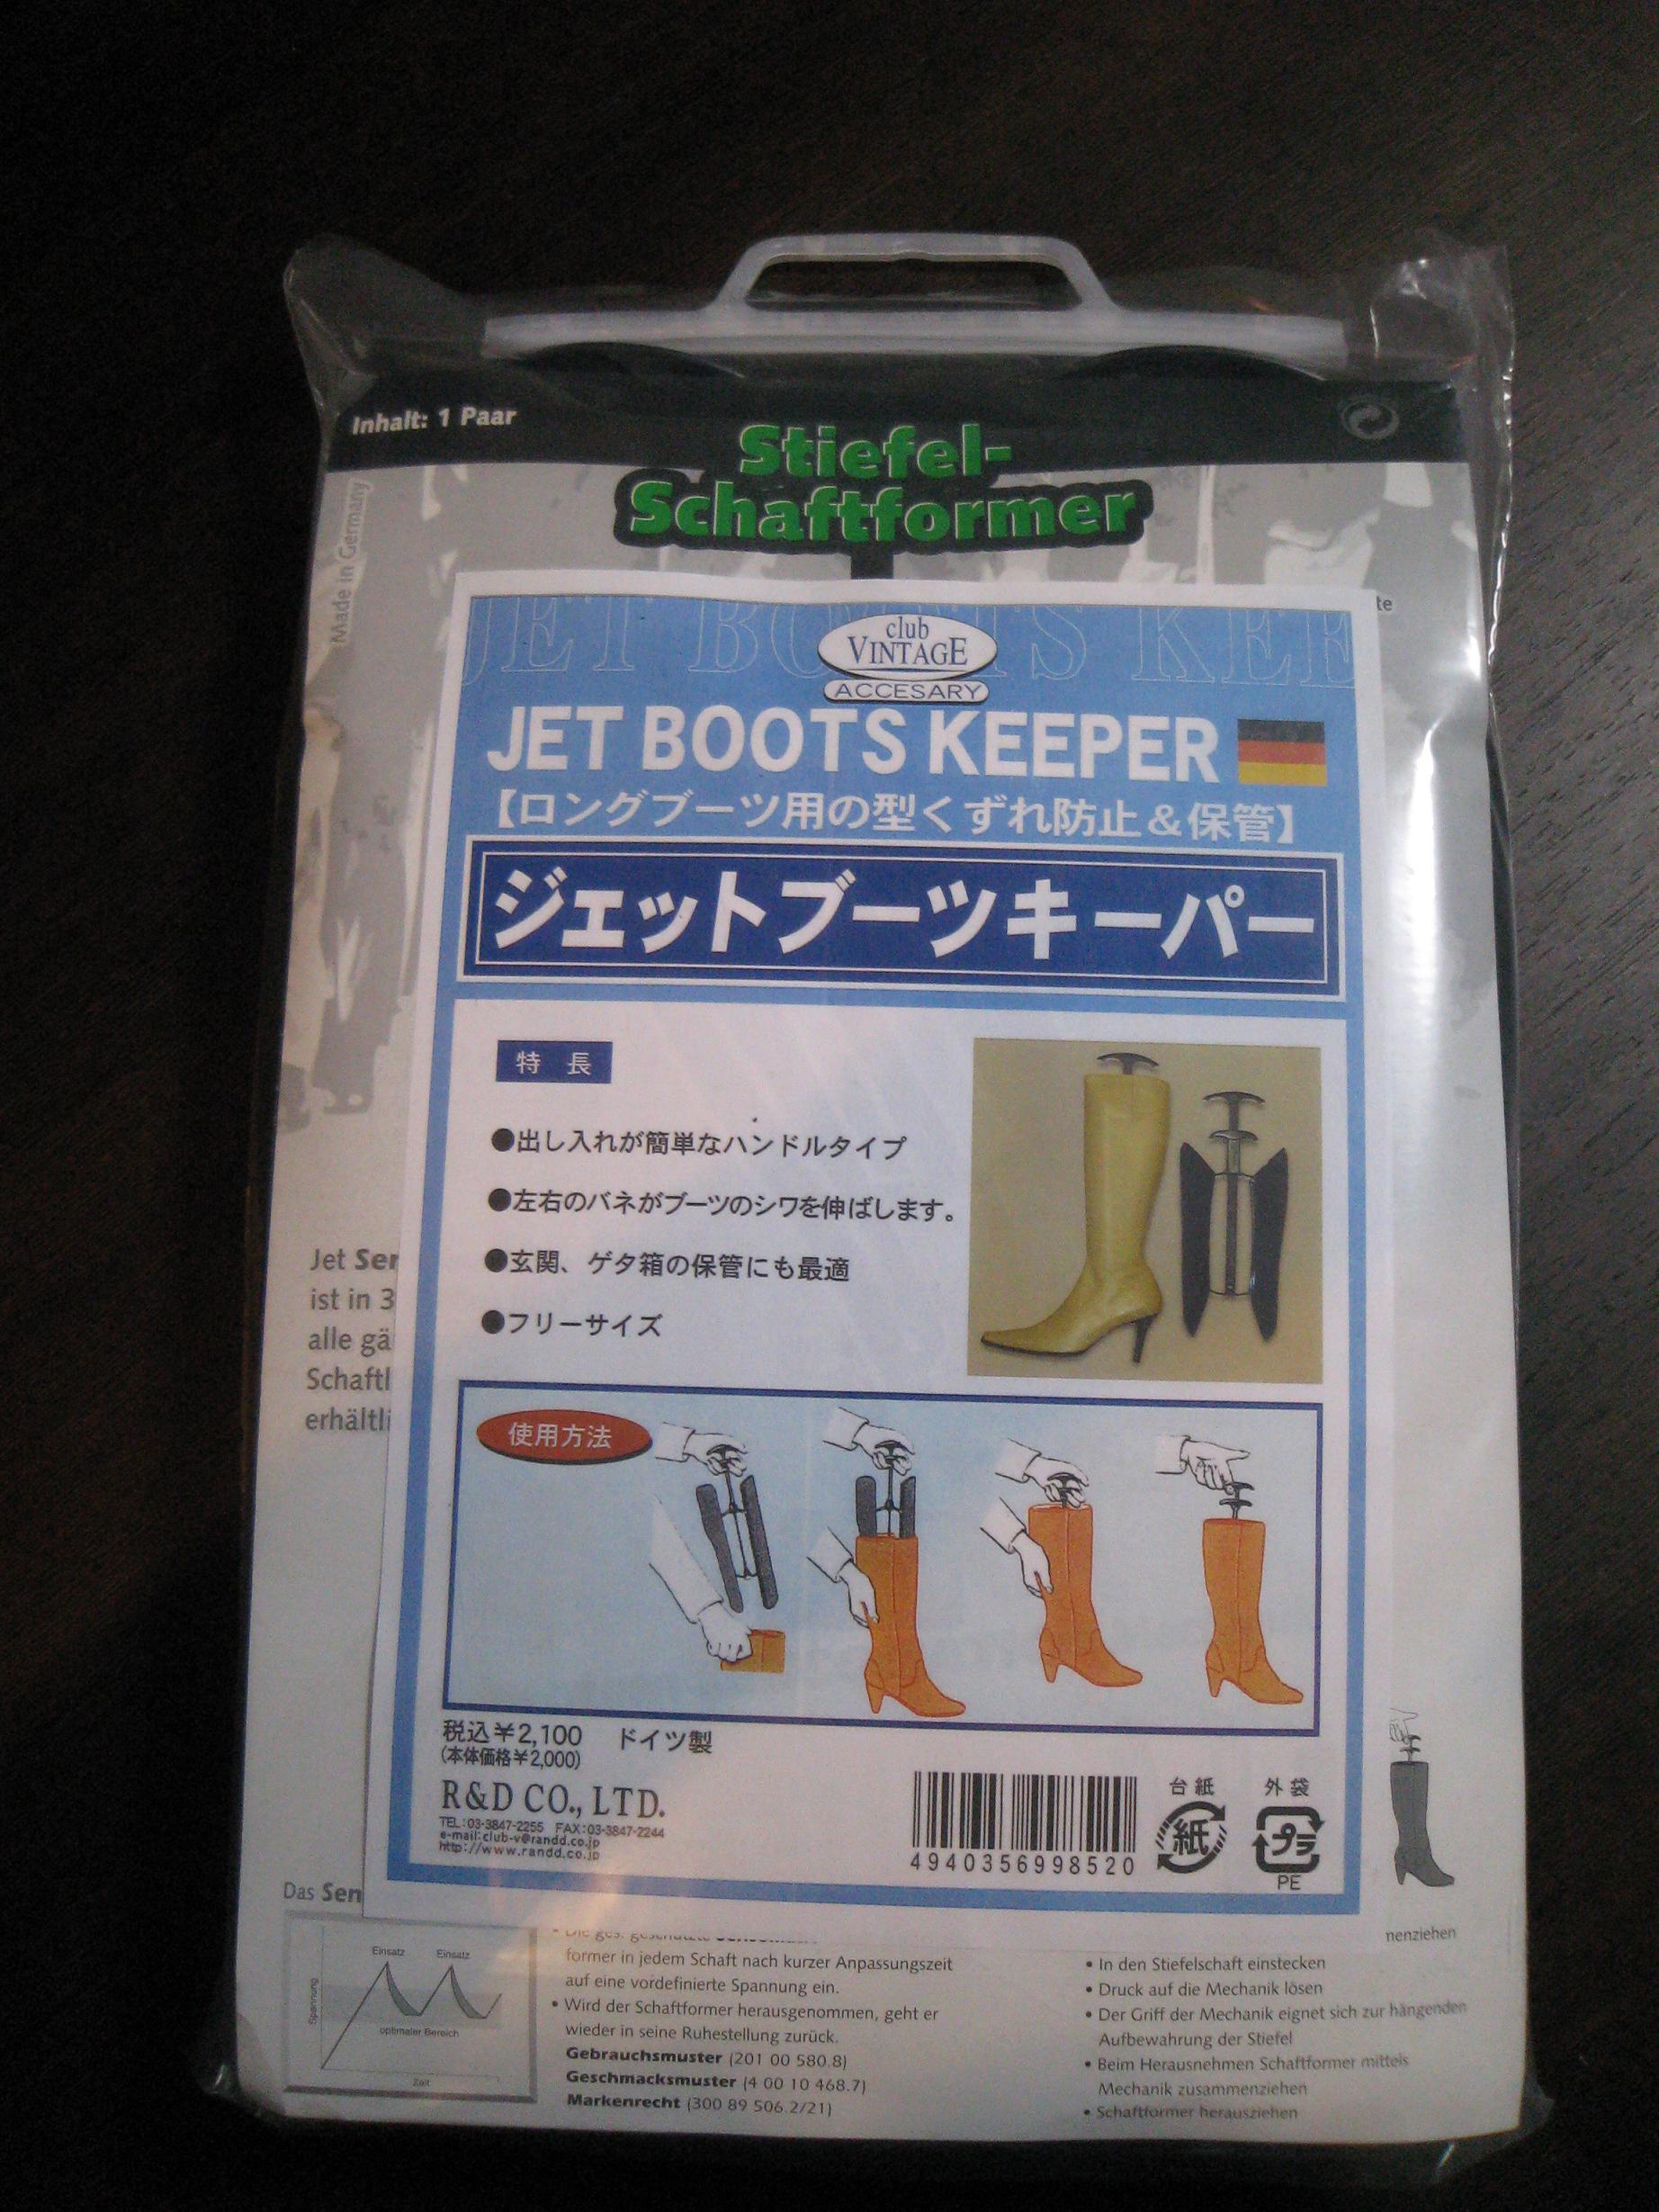 Inhalt: 1 Paar
Stiefel-
Schaftformer
Made in Germany
JET BOOTS KEE
club
VINTAGE
ACCESARY
JET BOOTS KEEPER
【ロングブーツ用の型くずれ防止&保管】
ジェットブーツキーパー
特 長
●出し入れが簡単なハンドルタイプ
●左右のバネがブーツのシワを伸ばします。
●玄関、ゲタ箱の保管にも最適
●フリーサイズ
Jet Ser
ist in 3
alle gä
Schaftl
erhältli
使用方法
税込¥2,100 ドイツ製
(本体価格¥2,000)
R&D CO., LTD.
TEL:03-3847-2255 FAX:03-3847-2244
e-mail:club-v@randd.co.jp
http://www.randd.co.jp
4940356998520
台紙
紙
外袋
プラ
PE
Das Sen
Einsatz Einsatz
Spannung
optimaler Bereich
Zeit
former in jedem Schaft nach kurzer Anpassungszeit
auf eine vordefinierte Spannung ein.
• Wird der Schaftformer herausgenommen, geht er
wieder in seine Ruhestellung zurück.
Gebrauchsmuster (201 00 580.8)
Geschmacksmuster (4 00 10 468.7)
Markenrecht (300 89 506.2/21)
nenziehen
• In den Stiefelschaft einstecken
• Druck auf die Mechanik lösen
• Der Griff der Mechanik eignet sich zur hängenden
Aufbewahrung der Stiefel
• Beim Herausnehmen Schaftformer mittels
Mechanik zusammenziehen
• Schaftformer herausziehen